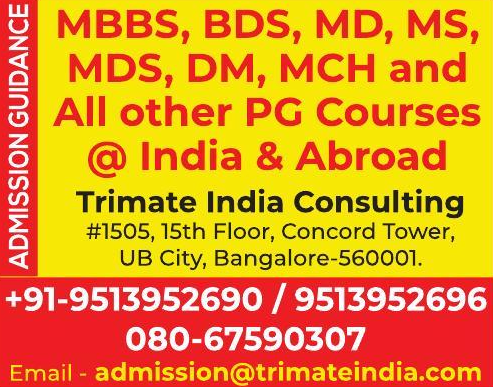 ADMISSION GUIDANCE
MBBS, BDS, MD, MS,
MDS, DM, MCH and
All other PG Courses
@ India & Abroad
Trimate India Consulting
#1505, 15th Floor, Concord Tower,
UB City, Bangalore-560001.
+91-9513952690 / 9513952696
080-67590307
Email - admission@trimateindia.com